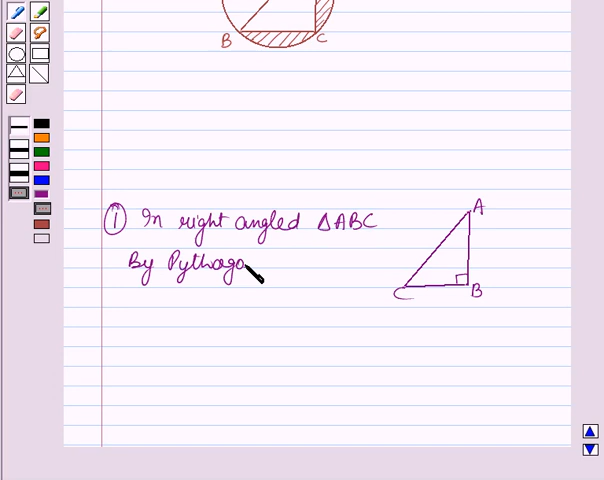 B C
① In right angled ΔABC
By Pythago
A
C B